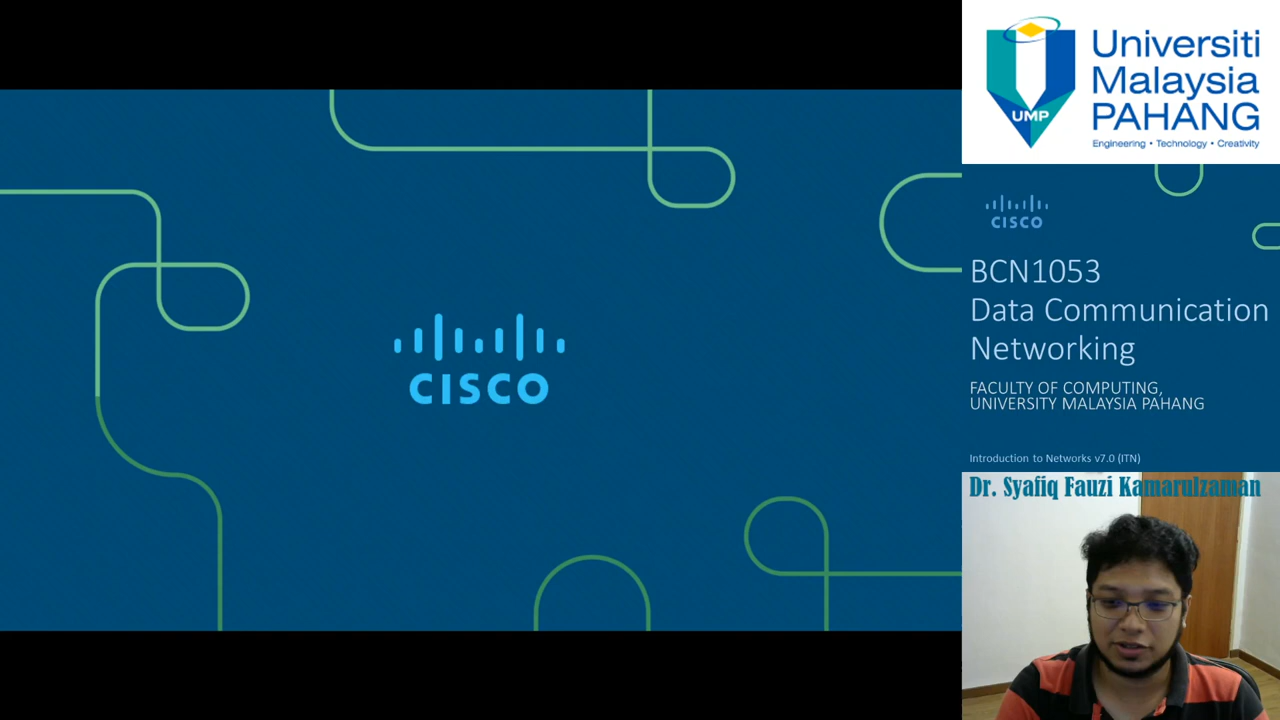 CISCO
UMP
Universiti
Malaysia
PAHANG
Engineering • Technology • Creativity
CISCO
BCN1053
Data Communication
Networking
FACULTY OF COMPUTING,
UNIVERSITY MALAYSIA PAHANG
Introduction to Networks v7.0 (ITN)
Dr. Syafiq Fauzi Kamarulzaman